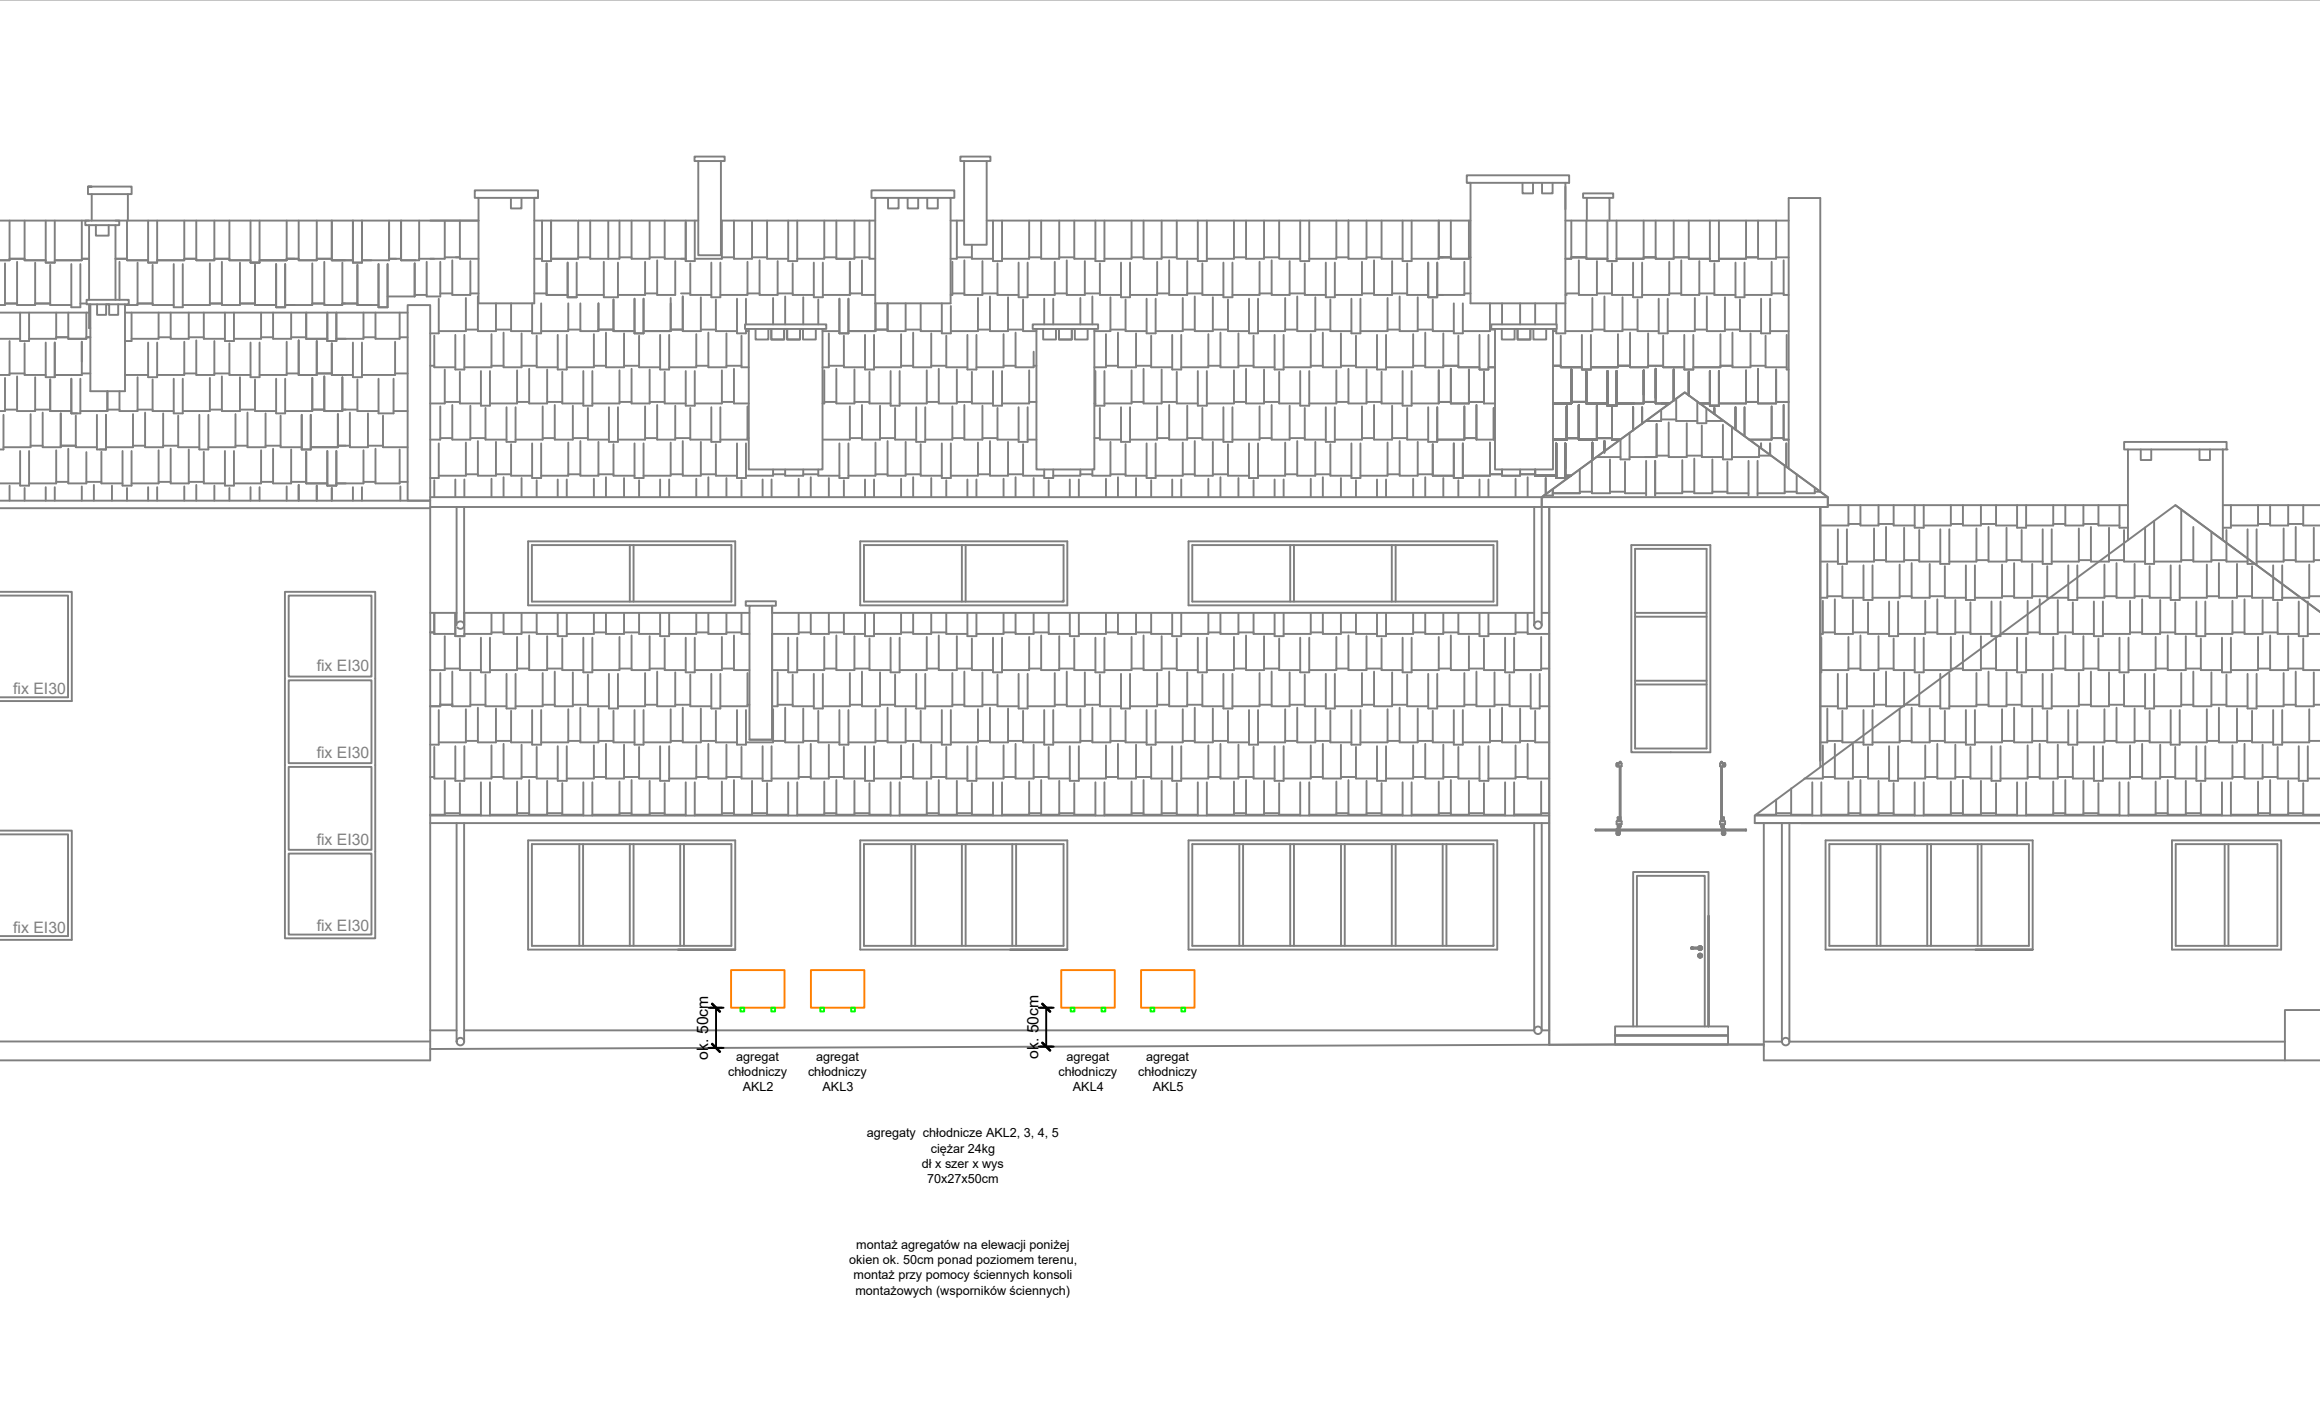 fix EI30
fix EI30
fix EI30
fix EI30
fix EI30
fix EI30
ok. 50cm
ok. 50cm
agregat
chłodniczy
AKL2
agregat
chłodniczy
AKL3
agregat
chłodniczy
AKL4
agregat
chłodniczy
AKL5
agregaty chłodnicze AKL2, 3, 4, 5
ciężar 24kg
dł x szer x wys
70x27x50cm
montaż agregatów na elewacji poniżej
okien ok. 50cm ponad poziomem terenu,
montaż przy pomocy ściennych konsoli
montażowych (wsporników ściennych)